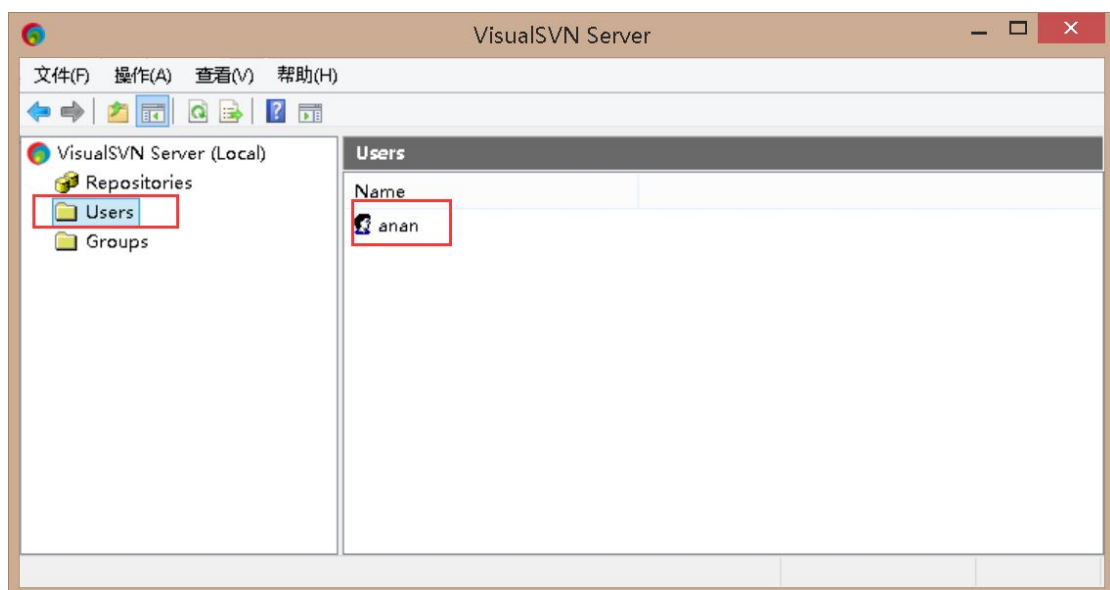 VisualSVN Server
文件(F) 操作(A) 查看(V) 帮助(H)
VisualSVN Server (Local)
Repositories
Users
Groups
Users
Name
anan